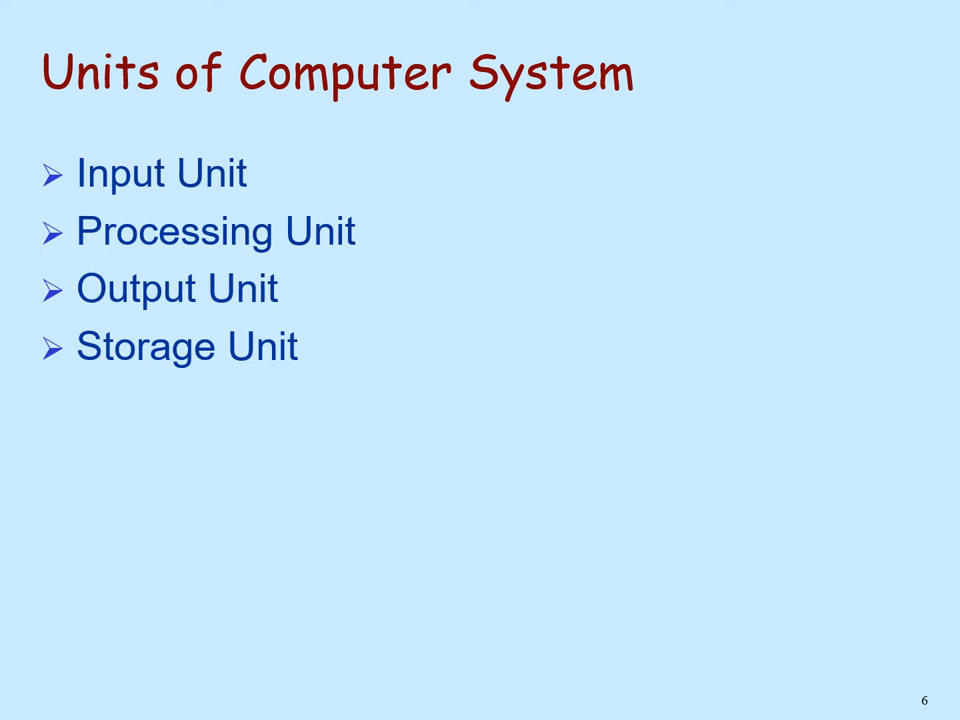 Units of Computer System
Input Unit
Processing Unit
Output Unit
Storage Unit
6